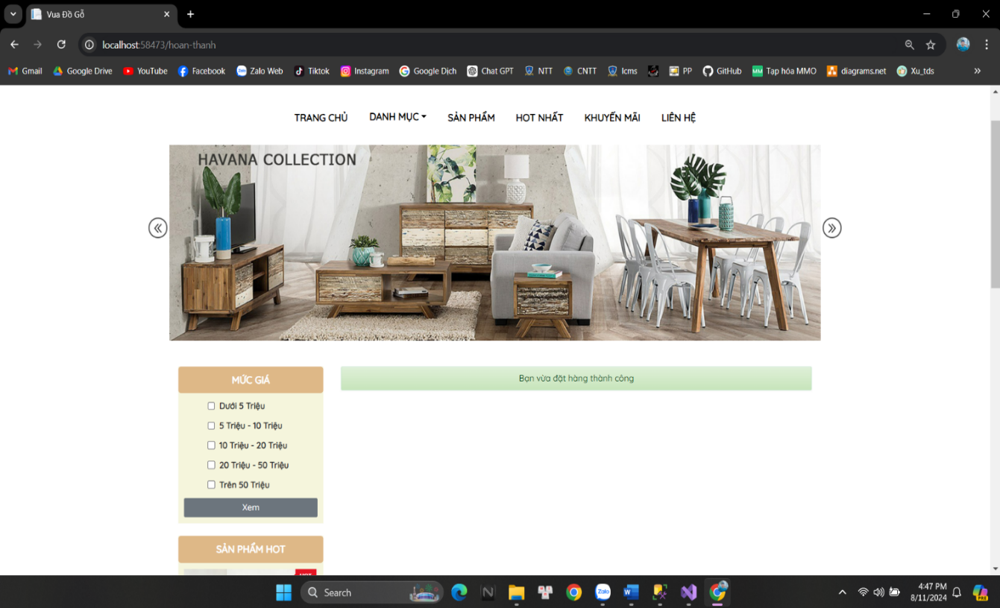 Vua Đồ Gỗ
localhost:58473/hoan-thanh
Gmail Google Drive YouTube Facebook Zalo Web Tiktok Instagram Google Dịch Chat GPT NTT CNTT lcms PP GitHub Tạp hóa MMO diagrams.net Xu_tds
TRANG CHỦ DANH MỤC SẢN PHẨM HOT NHẤT KHUYẾN MÃI LIÊN HỆ
HAVANA COLLECTION
MỨC GIÁ
Dưới 5 Triệu
5 Triệu - 10 Triệu
10 Triệu - 20 Triệu
20 Triệu - 50 Triệu
Trên 50 Triệu
Xem
Bạn vừa đặt hàng thành công
SẢN PHẨM HOT
Search
4:47 PM
8/11/2024